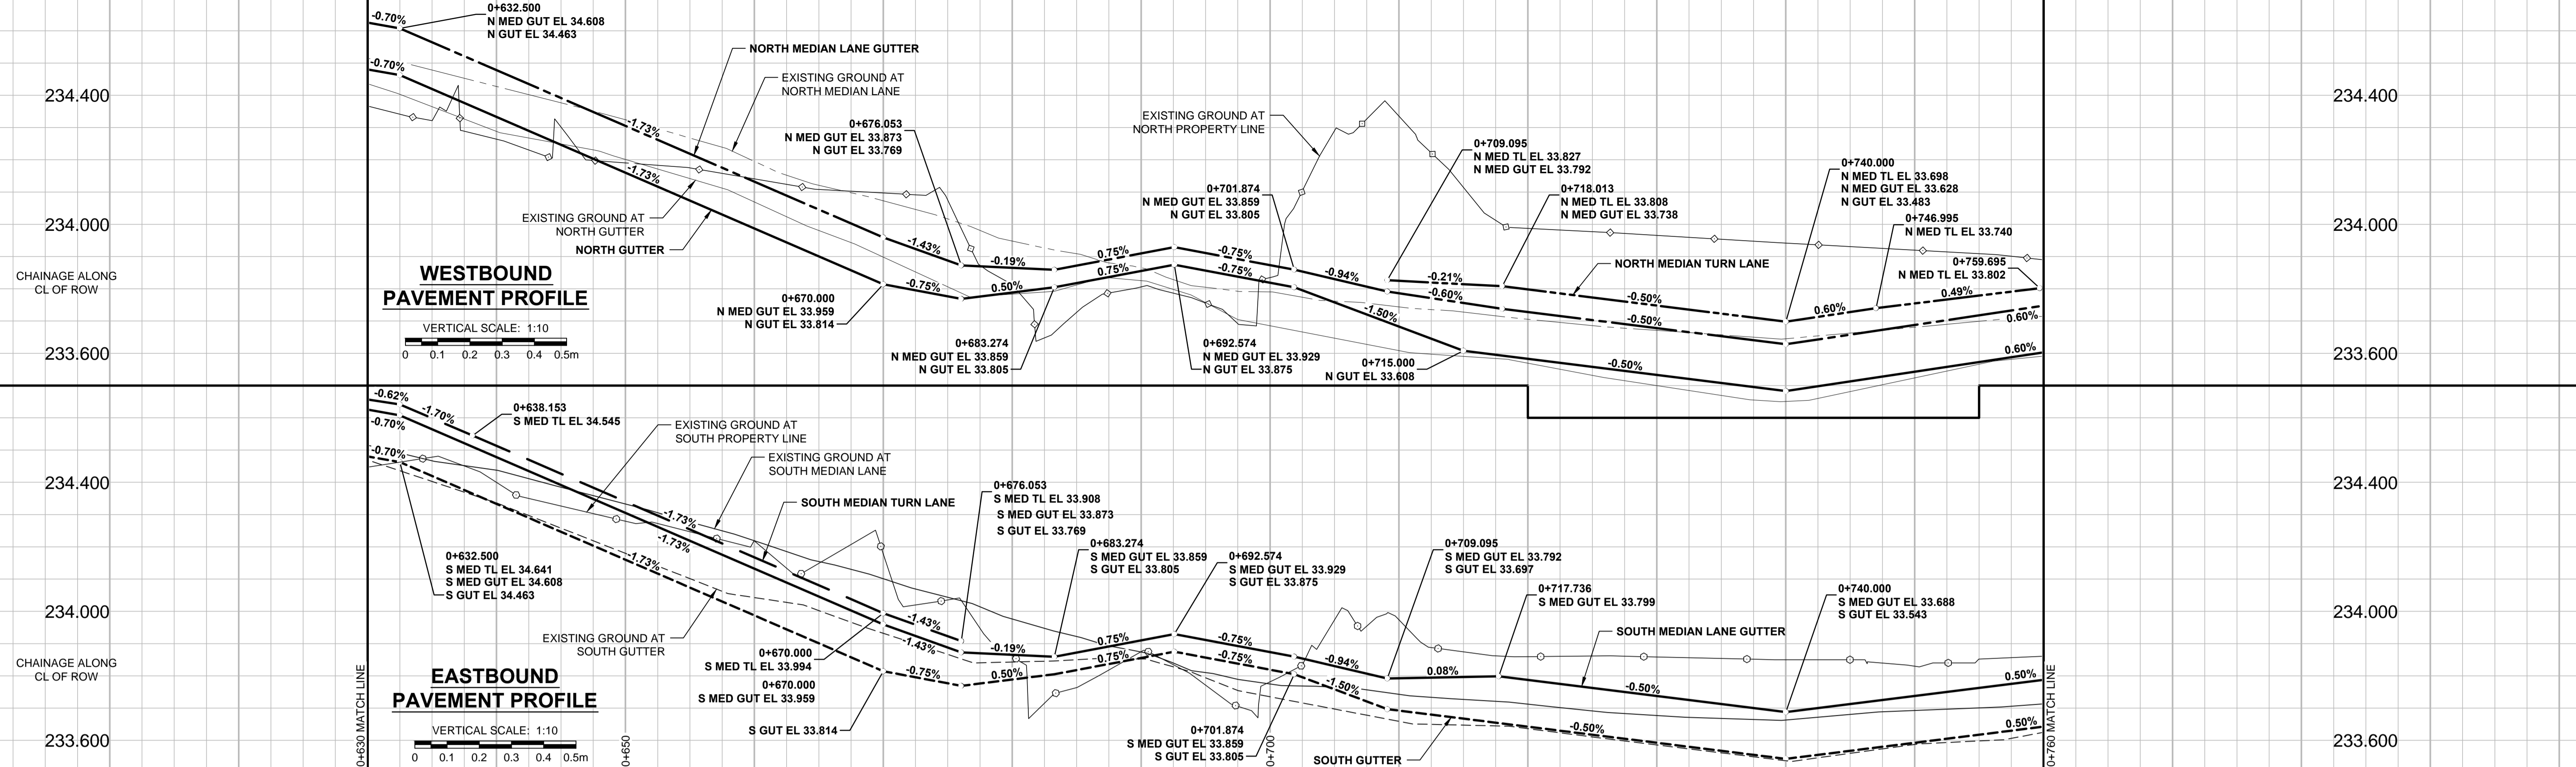 -0.70%
0+632.500
N MED GUT EL 34.608
N GUT EL 34.463
NORTH MEDIAN LANE GUTTER
EXISTING GROUND AT
NORTH MEDIAN LANE
-0.70%
234.400
234.400
-1.73%
0+676.053
N MED GUT EL 33.873
N GUT EL 33.769
EXISTING GROUND AT
NORTH PROPERTY LINE
0+709.095
N MED TL EL 33.827
N MED GUT EL 33.792
0+740.000
N MED TL EL 33.698
N MED GUT EL 33.628
N GUT EL 33.483
-1.73%
0+701.874
N MED GUT EL 33.859
N GUT EL 33.805
0+718.013
N MED TL EL 33.808
N MED GUT EL 33.738
0+746.995
N MED TL EL 33.740
EXISTING GROUND AT
NORTH GUTTER
NORTH GUTTER
234.000
234.000
-1.43%
-0.19%
0.75%
-0.75%
-0.94%
-0.21%
NORTH MEDIAN TURN LANE
0+759.695
N MED TL EL 33.802
CHAINAGE ALONG
CL OF ROW
WESTBOUND
PAVEMENT PROFILE
-0.75%
0.50%
0.75%
-0.75%
-0.60%
-0.50%
0.60%
0.49%
0+670.000
N MED GUT EL 33.959
N GUT EL 33.814
-1.50%
-0.50%
0.60%
VERTICAL SCALE: 1:10
0 0.1 0.2 0.3 0.4 0.5m
233.600
233.600
0+683.274
N MED GUT EL 33.859
N GUT EL 33.805
0+692.574
N MED GUT EL 33.929
N GUT EL 33.875
0+715.000
N GUT EL 33.608
-0.50%
0.60%
-0.62%
-1.70%
-0.70%
0+638.153
S MED TL EL 34.545
EXISTING GROUND AT
SOUTH PROPERTY LINE
-0.70%
EXISTING GROUND AT
SOUTH MEDIAN LANE
234.400
234.400
SOUTH MEDIAN TURN LANE
0+676.053
S MED TL EL 33.908
S MED GUT EL 33.873
S GUT EL 33.769
-1.73%
-1.73%
-1.73%
0+632.500
S MED TL EL 34.641
S MED GUT EL 34.608
S GUT EL 34.463
0+683.274
S MED GUT EL 33.859
S GUT EL 33.805
0+692.574
S MED GUT EL 33.929
S GUT EL 33.875
0+709.095
S MED GUT EL 33.792
S GUT EL 33.697
0+717.736
S MED GUT EL 33.799
0+740.000
S MED GUT EL 33.688
S GUT EL 33.543
234.000
234.000
EXISTING GROUND AT
SOUTH GUTTER
-1.43%
-1.43%
-0.19%
0.75%
-0.75%
-0.94%
0.08%
SOUTH MEDIAN LANE GUTTER
0+670.000
S MED TL EL 33.994
-0.75%
0.50%
0.75%
-0.75%
-1.50%
-0.50%
0.50%
CHAINAGE ALONG
CL OF ROW
EASTBOUND
PAVEMENT PROFILE
0+670.000
S MED GUT EL 33.959
S GUT EL 33.814
VERTICAL SCALE: 1:10
0 0.1 0.2 0.3 0.4 0.5m
233.600
233.600
0+701.874
S MED GUT EL 33.859
S GUT EL 33.805
-0.50%
0.50%
SOUTH GUTTER
0+630 MATCH LINE
0+650
0+700
0+760 MATCH LINE